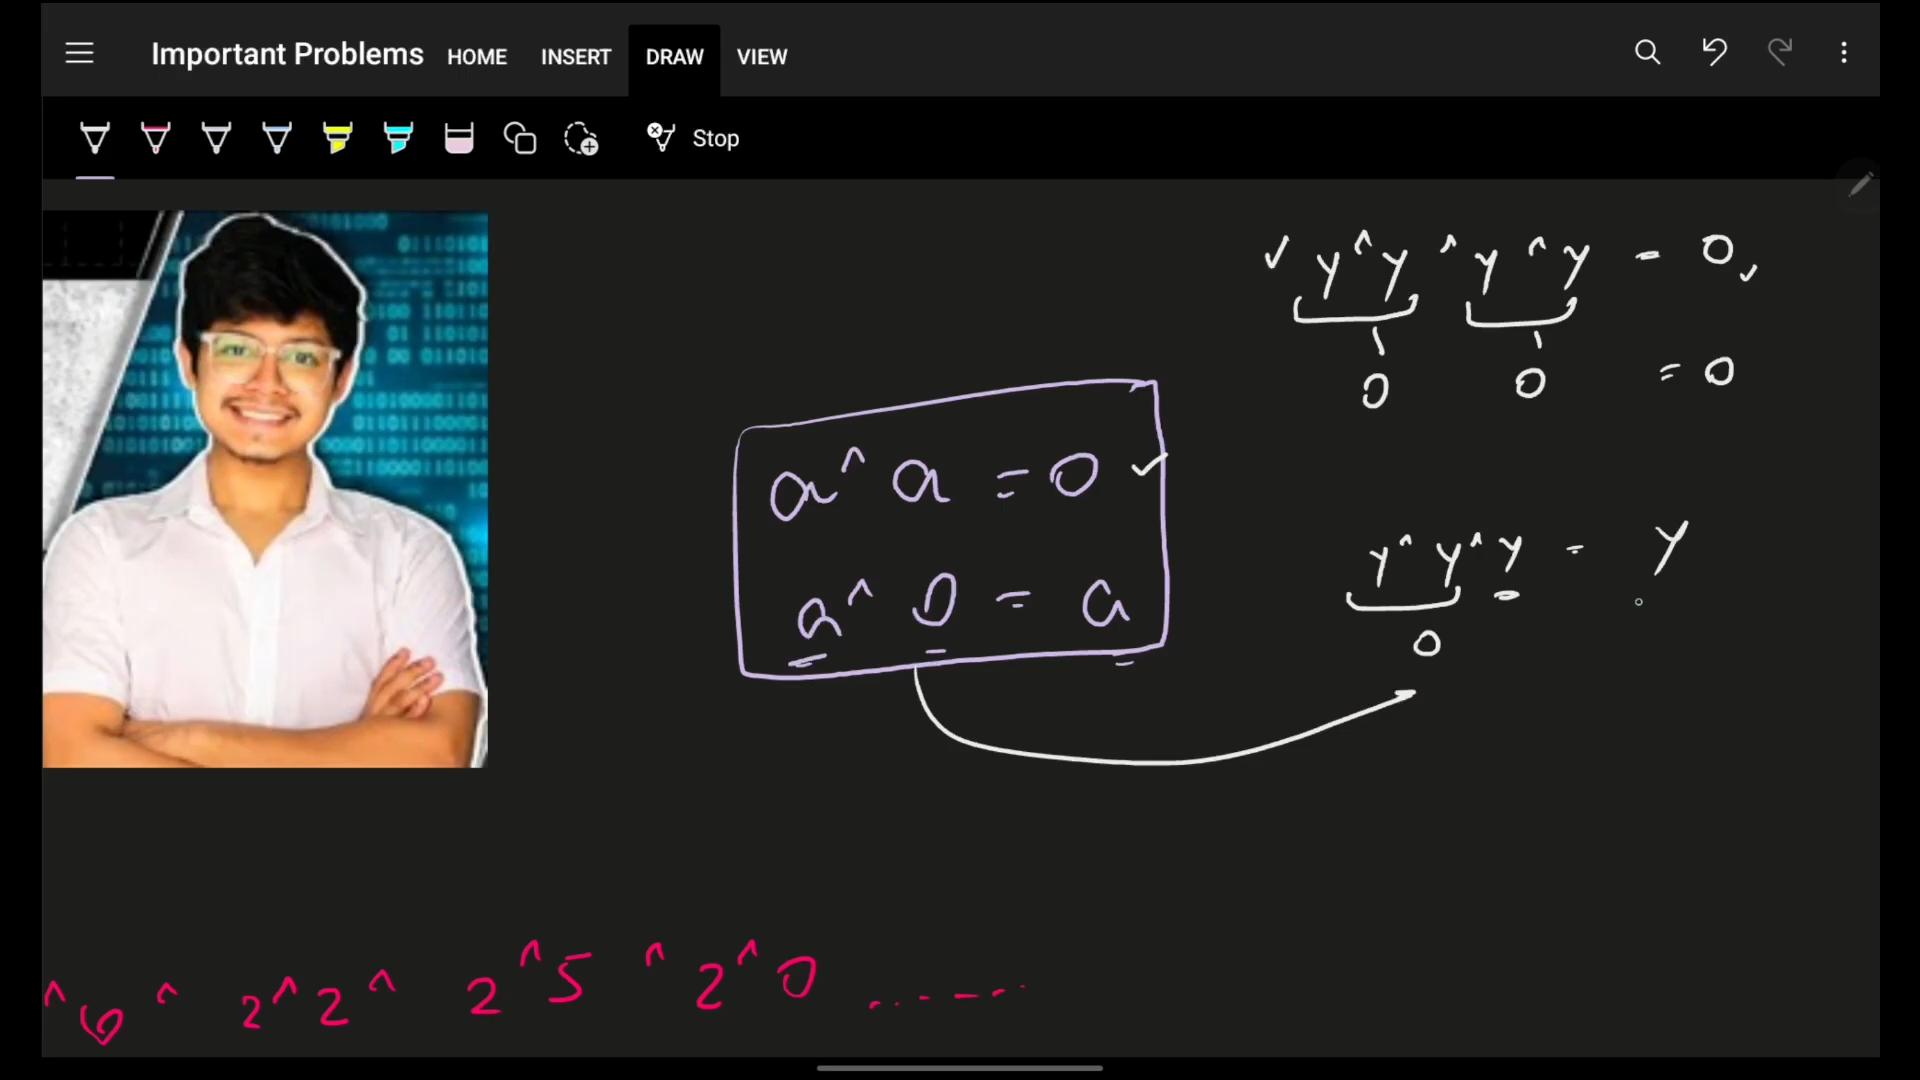 Important Problems HOME INSERT DRAW VIEW
Stop
✓ y ^ y ^ y ^ y = 0,
0 0 = 0
a ^ a = 0 ✓
a ^ 0 = a
y ^ y ^ y = y
0
^ 6 ^ 2 ^ 2 ^ 2 ^ 5 ^ 2 ^ 0 ......